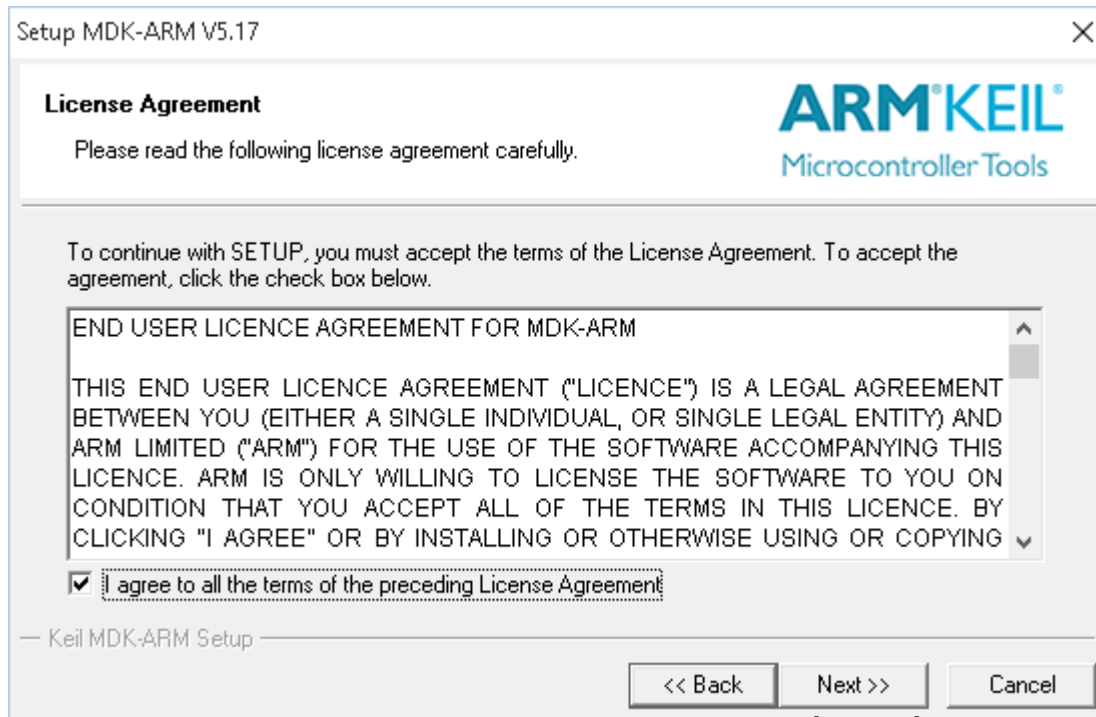 Setup MDK-ARM V5.17
License Agreement
Please read the following license agreement carefully.
ARM®KEIL®
Microcontroller Tools
To continue with SETUP, you must accept the terms of the License Agreement. To accept the
agreement, click the check box below.
END USER LICENCE AGREEMENT FOR MDK-ARM
THIS END USER LICENCE AGREEMENT ("LICENCE") IS A LEGAL AGREEMENT
BETWEEN YOU (EITHER A SINGLE INDIVIDUAL, OR SINGLE LEGAL ENTITY) AND
ARM LIMITED ("ARM") FOR THE USE OF THE SOFTWARE ACCOMPANYING THIS
LICENCE. ARM IS ONLY WILLING TO LICENSE THE SOFTWARE TO YOU ON
CONDITION THAT YOU ACCEPT ALL OF THE TERMS IN THIS LICENCE. BY
CLICKING "I AGREE" OR BY INSTALLING OR OTHERWISE USING OR COPYING
I agree to all the terms of the preceding License Agreement
Keil MDK-ARM Setup
<< Back
Next >>
Cancel